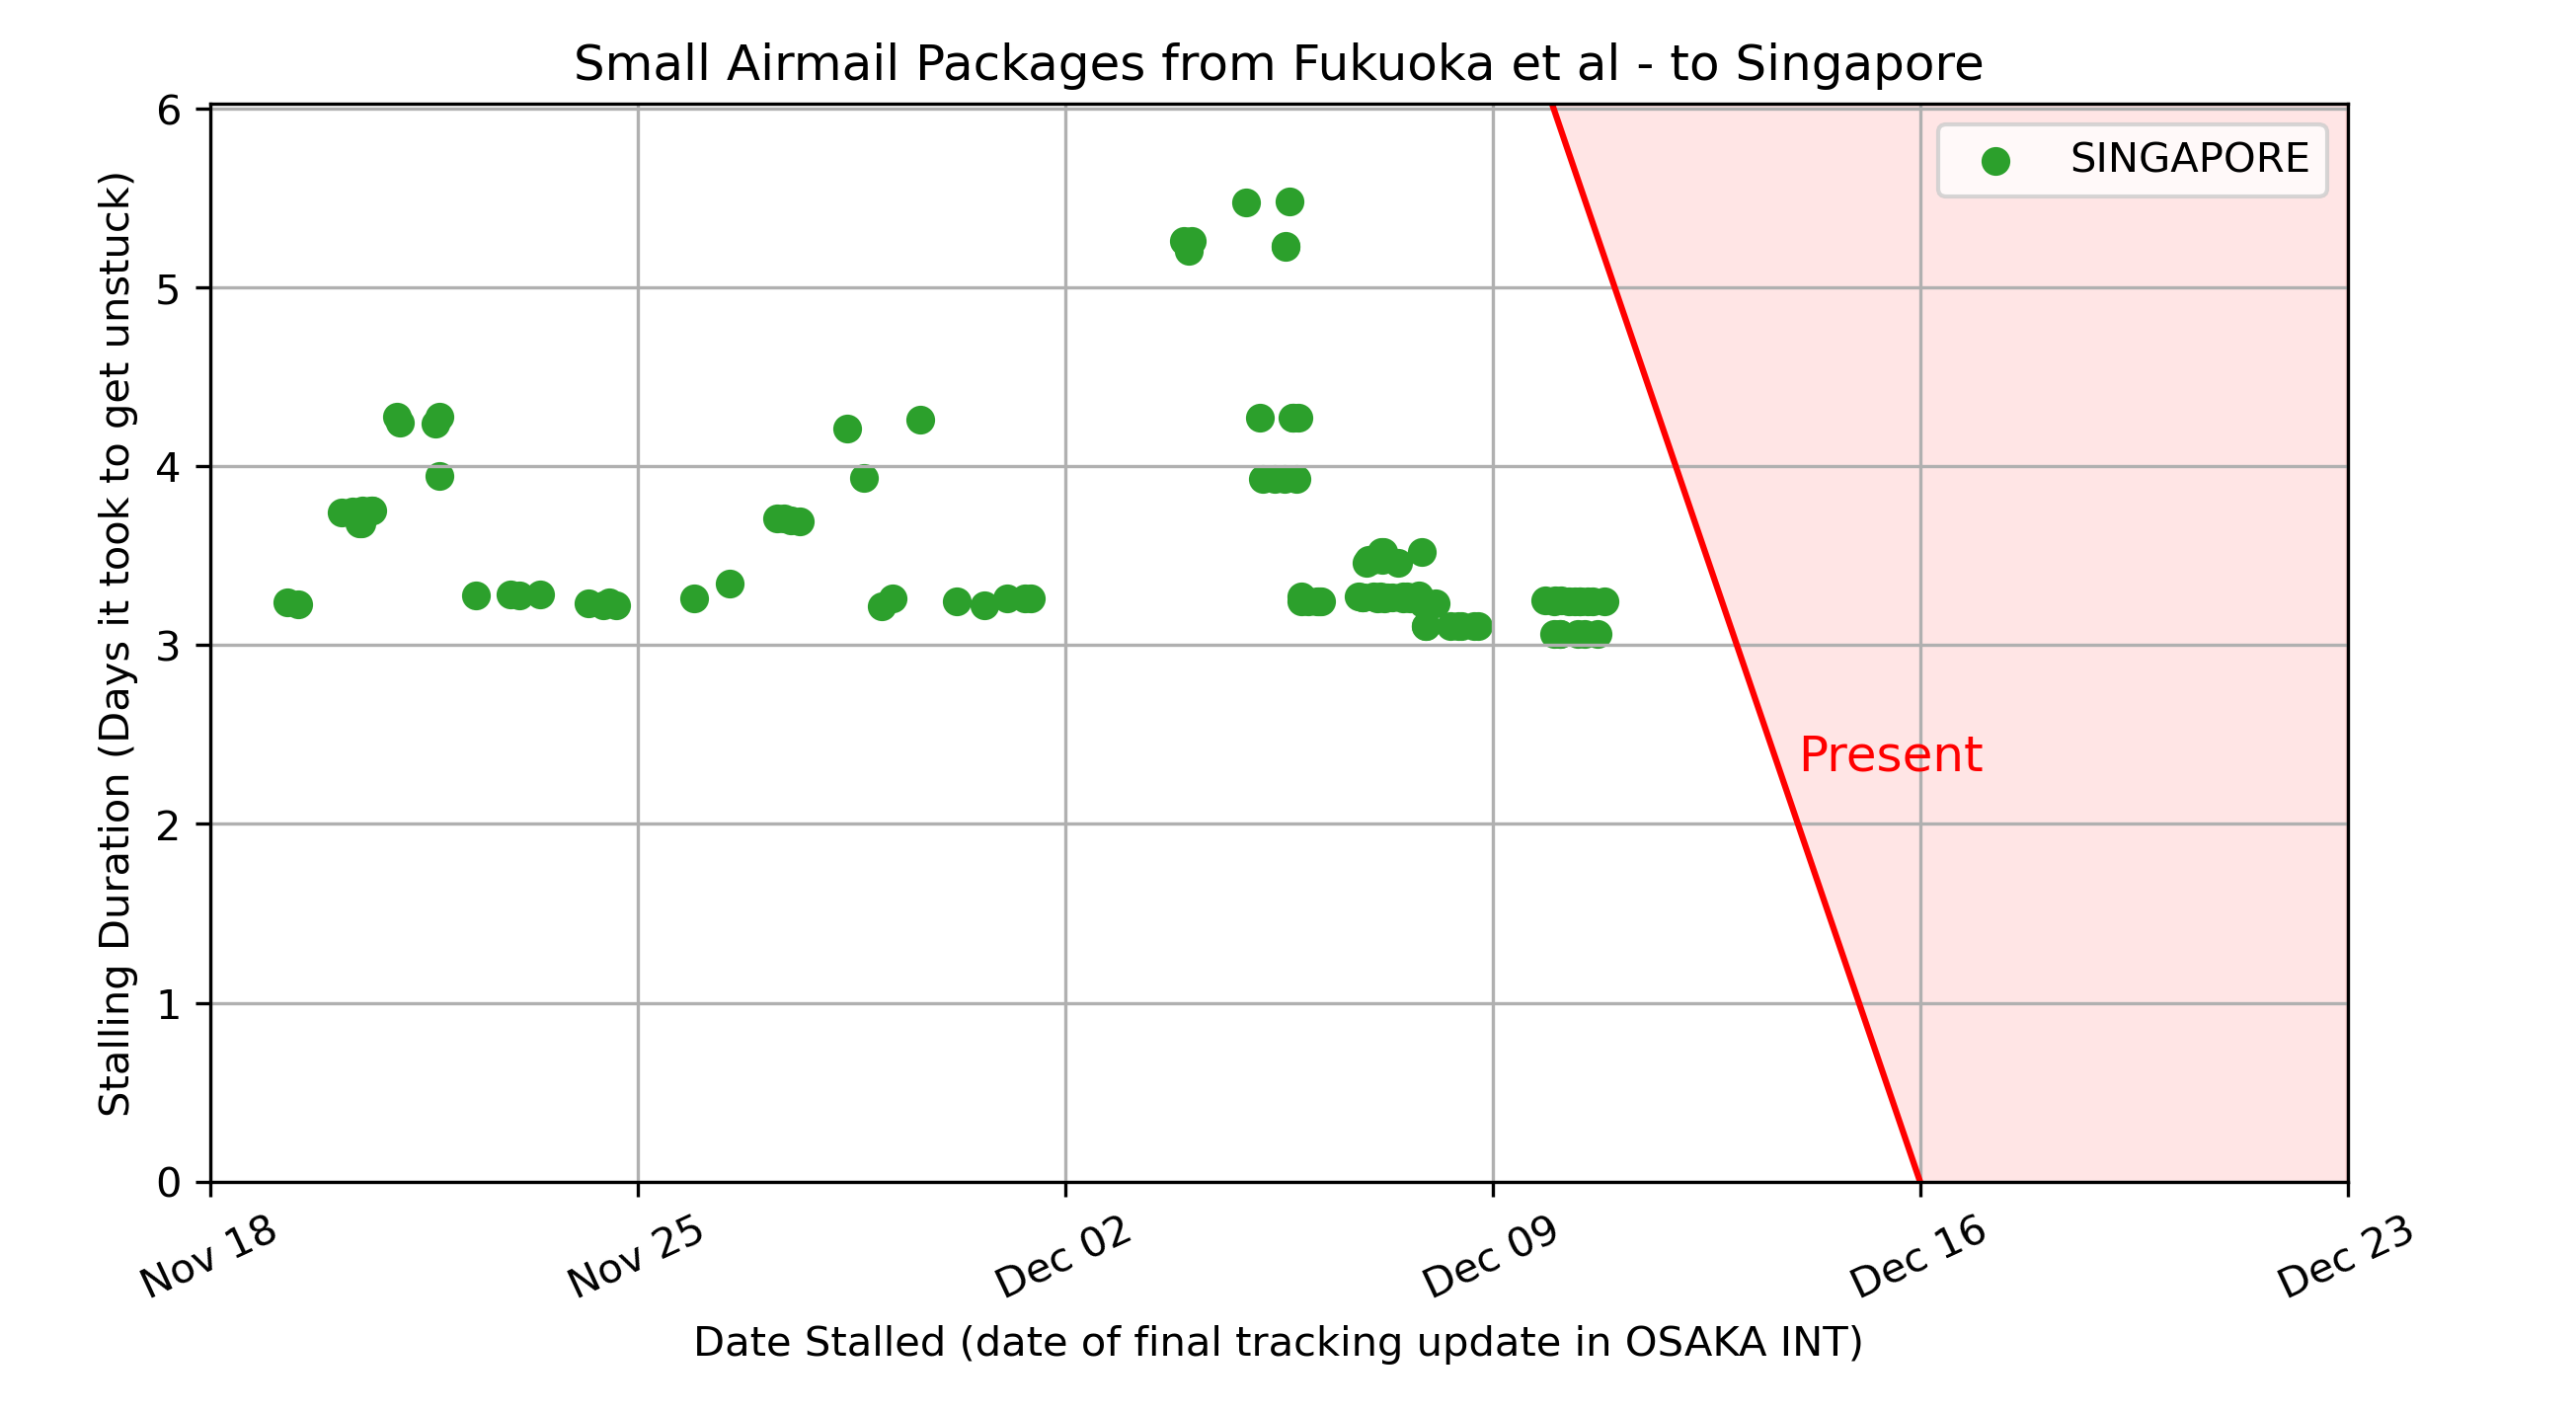 Small Airmail Packages from Fukuoka et al - to Singapore
SINGAPORE
Stalling Duration (Days it took to get unstuck)
6
5
4
3
2
1
0
Present
Nov 18
Nov 25
Dec 02
Dec 09
Dec 16
Dec 23
Date Stalled (date of final tracking update in OSAKA INT)